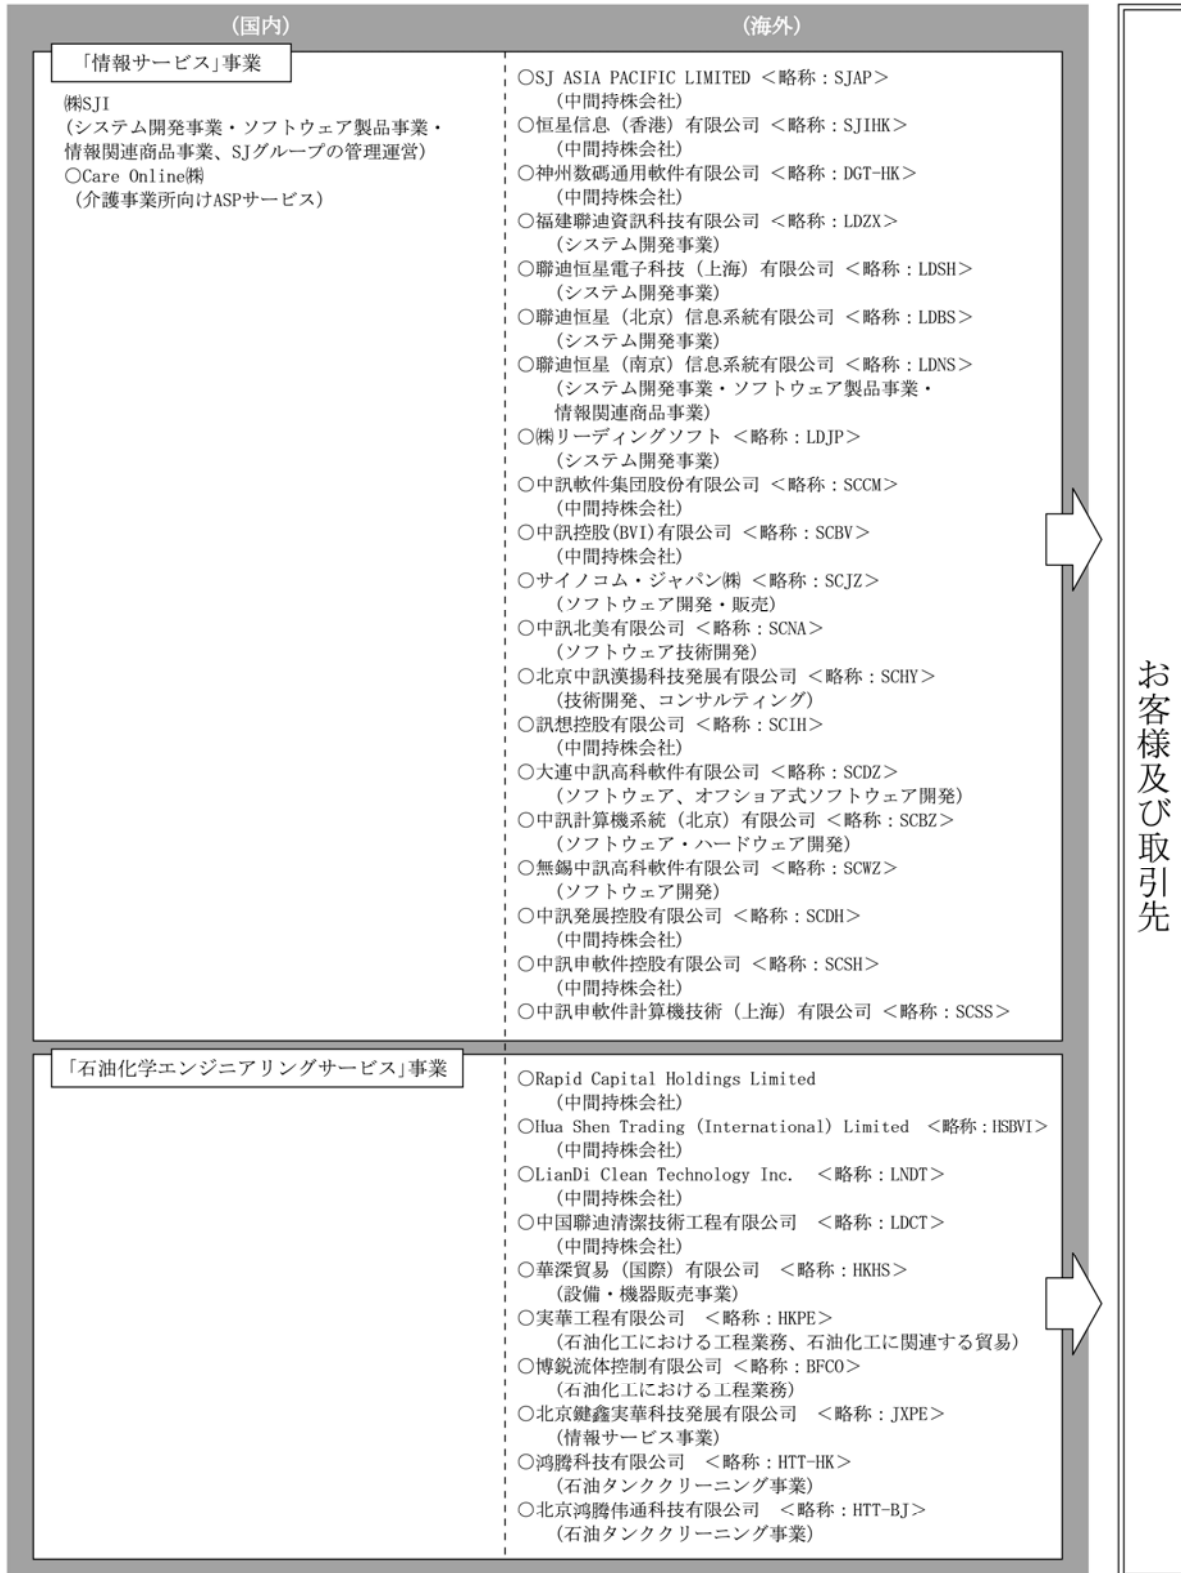 (国内)
(海外)
「情報サービス」事業
㈱SJI
(システム開発事業・ソフトウェア製品事業・
情報関連商品事業、SJグループの管理運営)
○Care Online㈱
(介護事業所向けASPサービス)
○SJ ASIA PACIFIC LIMITED <略称：SJAP>
(中間持株会社)
○恒星信息（香港）有限公司 <略称：SJIHK>
(中間持株会社)
○神州数碼通用軟件有限公司 <略称：DGT-HK>
(中間持株会社)
○福建聯迪資訊科技有限公司 <略称：LDZX>
(システム開発事業)
○聯迪恒星電子科技（上海）有限公司 <略称：LDSH>
(システム開発事業)
○聯迪恒星（北京）信息系統有限公司 <略称：LDBS>
(システム開発事業)
○聯迪恒星（南京）信息系統有限公司 <略称：LDNS>
(システム開発事業・ソフトウェア製品事業・
情報関連商品事業)
○㈱リーディングソフト <略称：LDJP>
(システム開発事業)
○中訊軟件集団股份有限公司 <略称：SCCM>
(中間持株会社)
○中訊控股(BVI)有限公司 <略称：SCBV>
(中間持株会社)
○サイノコム・ジャパン㈱ <略称：SCJZ>
(ソフトウェア開発・販売)
○中訊北美有限公司 <略称：SCNA>
(ソフトウェア技術開発)
○北京中訊漢揚科技発展有限公司 <略称：SCHY>
(技術開発、コンサルティング)
○訊想控股有限公司 <略称：SCIH>
(中間持株会社)
○大連中訊高科軟件有限公司 <略称：SCDZ>
(ソフトウェア、オフショア式ソフトウェア開発)
○中訊計算機系統（北京）有限公司 <略称：SCBZ>
(ソフトウェア・ハードウェア開発)
○無錫中訊高科軟件有限公司 <略称：SCWZ>
(ソフトウェア開発)
○中訊発展控股有限公司 <略称：SCDH>
(中間持株会社)
○中訊申軟件控股有限公司 <略称：SCSH>
(中間持株会社)
○中訊申軟件計算機技術（上海）有限公司 <略称：SCSS>
「石油化学エンジニアリングサービス」事業
○Rapid Capital Holdings Limited
(中間持株会社)
○Hua Shen Trading (International) Limited <略称：HSBVI>
(中間持株会社)
○LianDi Clean Technology Inc. <略称：LNDT>
(中間持株会社)
○中国聯迪清潔技術工程有限公司 <略称：LDCT>
(中間持株会社)
○華深貿易（国際）有限公司 <略称：HKHS>
(設備・機器販売事業)
○実華工程有限公司 <略称：HKPE>
(石油化工における工程業務、石油化工に関連する貿易)
○博鋭流体控制有限公司 <略称：BFCO>
(石油化工における工程業務)
○北京鍵鑫実華科技発展有限公司 <略称：JXPE>
(情報サービス事業)
○鴻騰科技有限公司 <略称：HTT-HK>
(石油タンククリーニング事業)
○北京鴻騰偉通科技有限公司 <略称：HTT-BJ>
(石油タンククリーニング事業)
お客様及び取引先